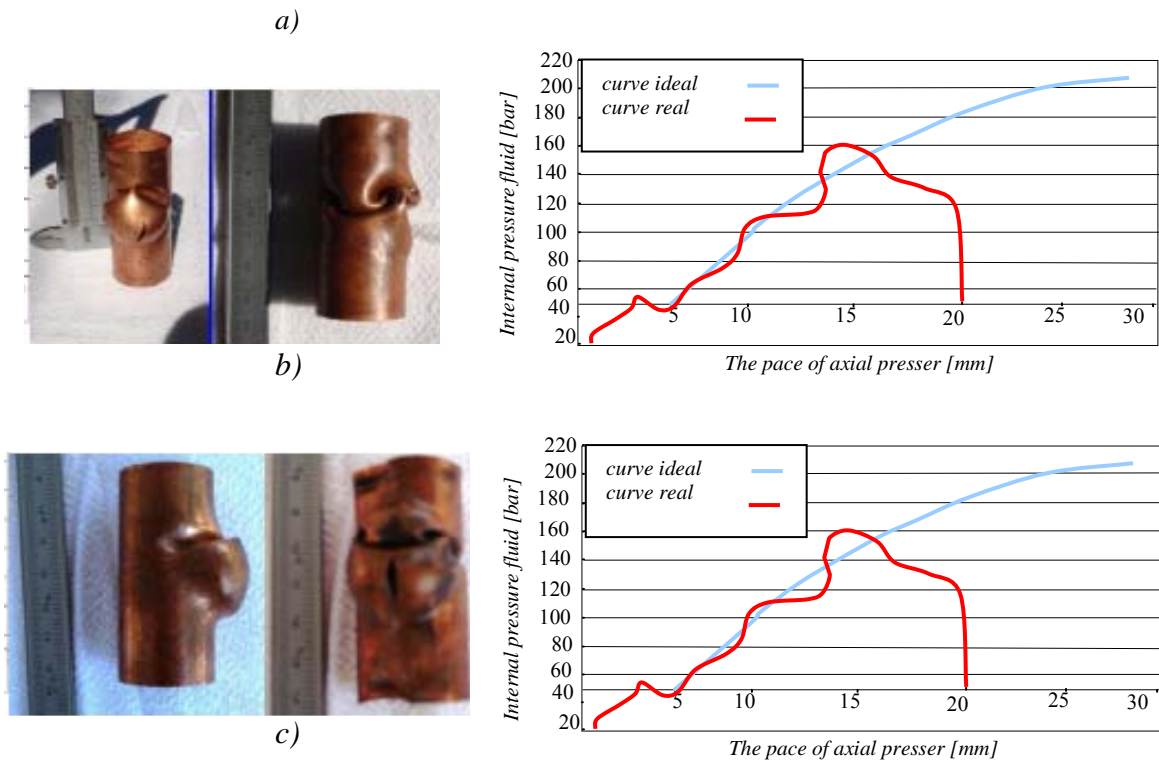 a)
220
200
180
160
140
120
100
80
60
40
20
Internal pressure fluid [bar]
curve ideal
curve real
5 10 15 20 25 30
The pace of axial presser [mm]
b)
220
200
180
160
140
120
100
80
60
40
20
Internal pressure fluid [bar]
curve ideal
curve real
5 10 15 20 25 30
The pace of axial presser [mm]
c)